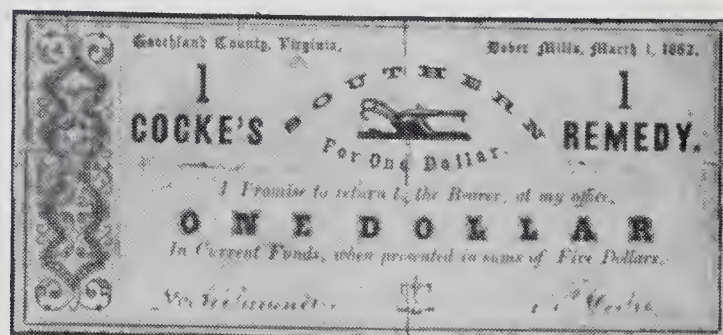 Goochland County, Virginia,
Dover Mills, March 1, 1862.
1 1
SOUTHERN
COCKE'S REMEDY.
For One Dollar.
I Promise to return to the Bearer, at my office,
ONE DOLLAR
In Current Funds, when presented in sums of Five Dollars.